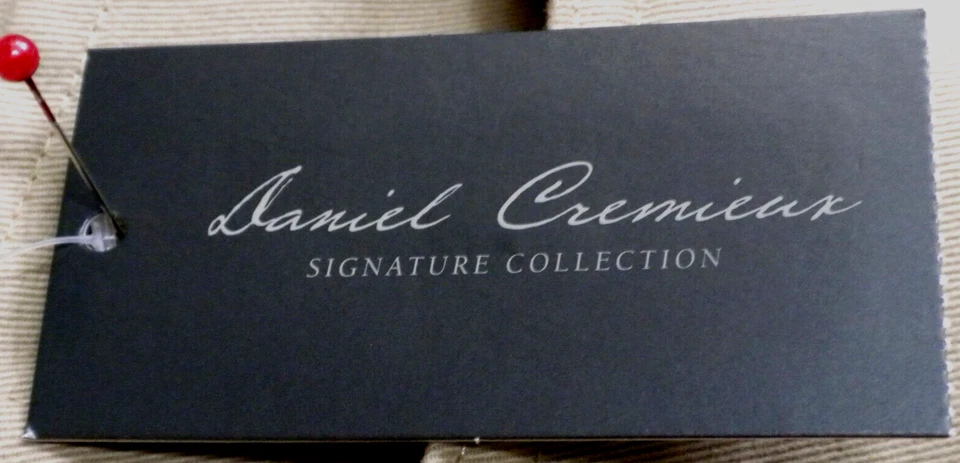 Daniel Cremieux
SIGNATURE COLLECTION